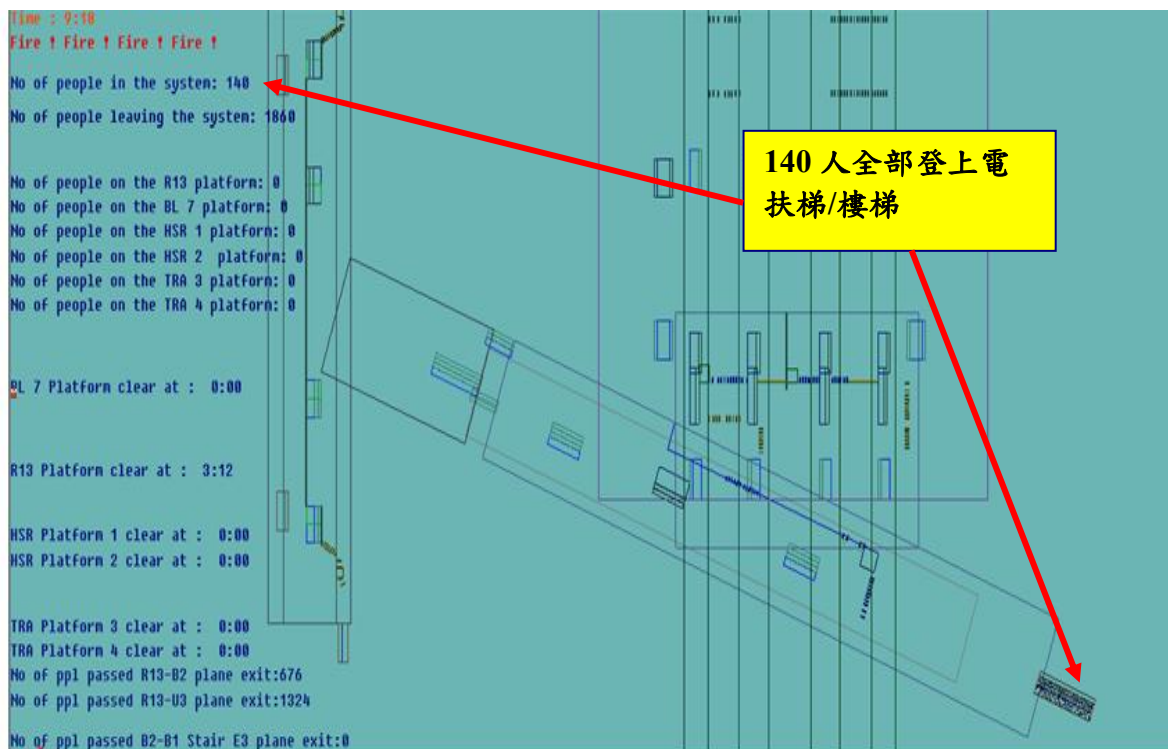 Time : 9:18
Fire ! Fire ! Fire ! Fire !
No of people in the system: 140
No of people leaving the system: 1860
140 人全部登上電
扶梯/樓梯
No of people on the R13 platform: 0
No of people on the BL 7 platform: 0
No of people on the HSR 1 platform: 0
No of people on the HSR 2 platform: 0
No of people on the TRA 3 platform: 0
No of people on the TRA 4 platform: 0
BL 7 Platform clear at : 0:00
R13 Platform clear at : 3:12
HSR Platform 1 clear at : 0:00
HSR Platform 2 clear at : 0:00
TRA Platform 3 clear at : 0:00
TRA Platform 4 clear at : 0:00
No of ppl passed R13-B2 plane exit:676
No of ppl passed R13-U3 plane exit:1324
No of ppl passed B2-B1 Stair E3 plane exit:0